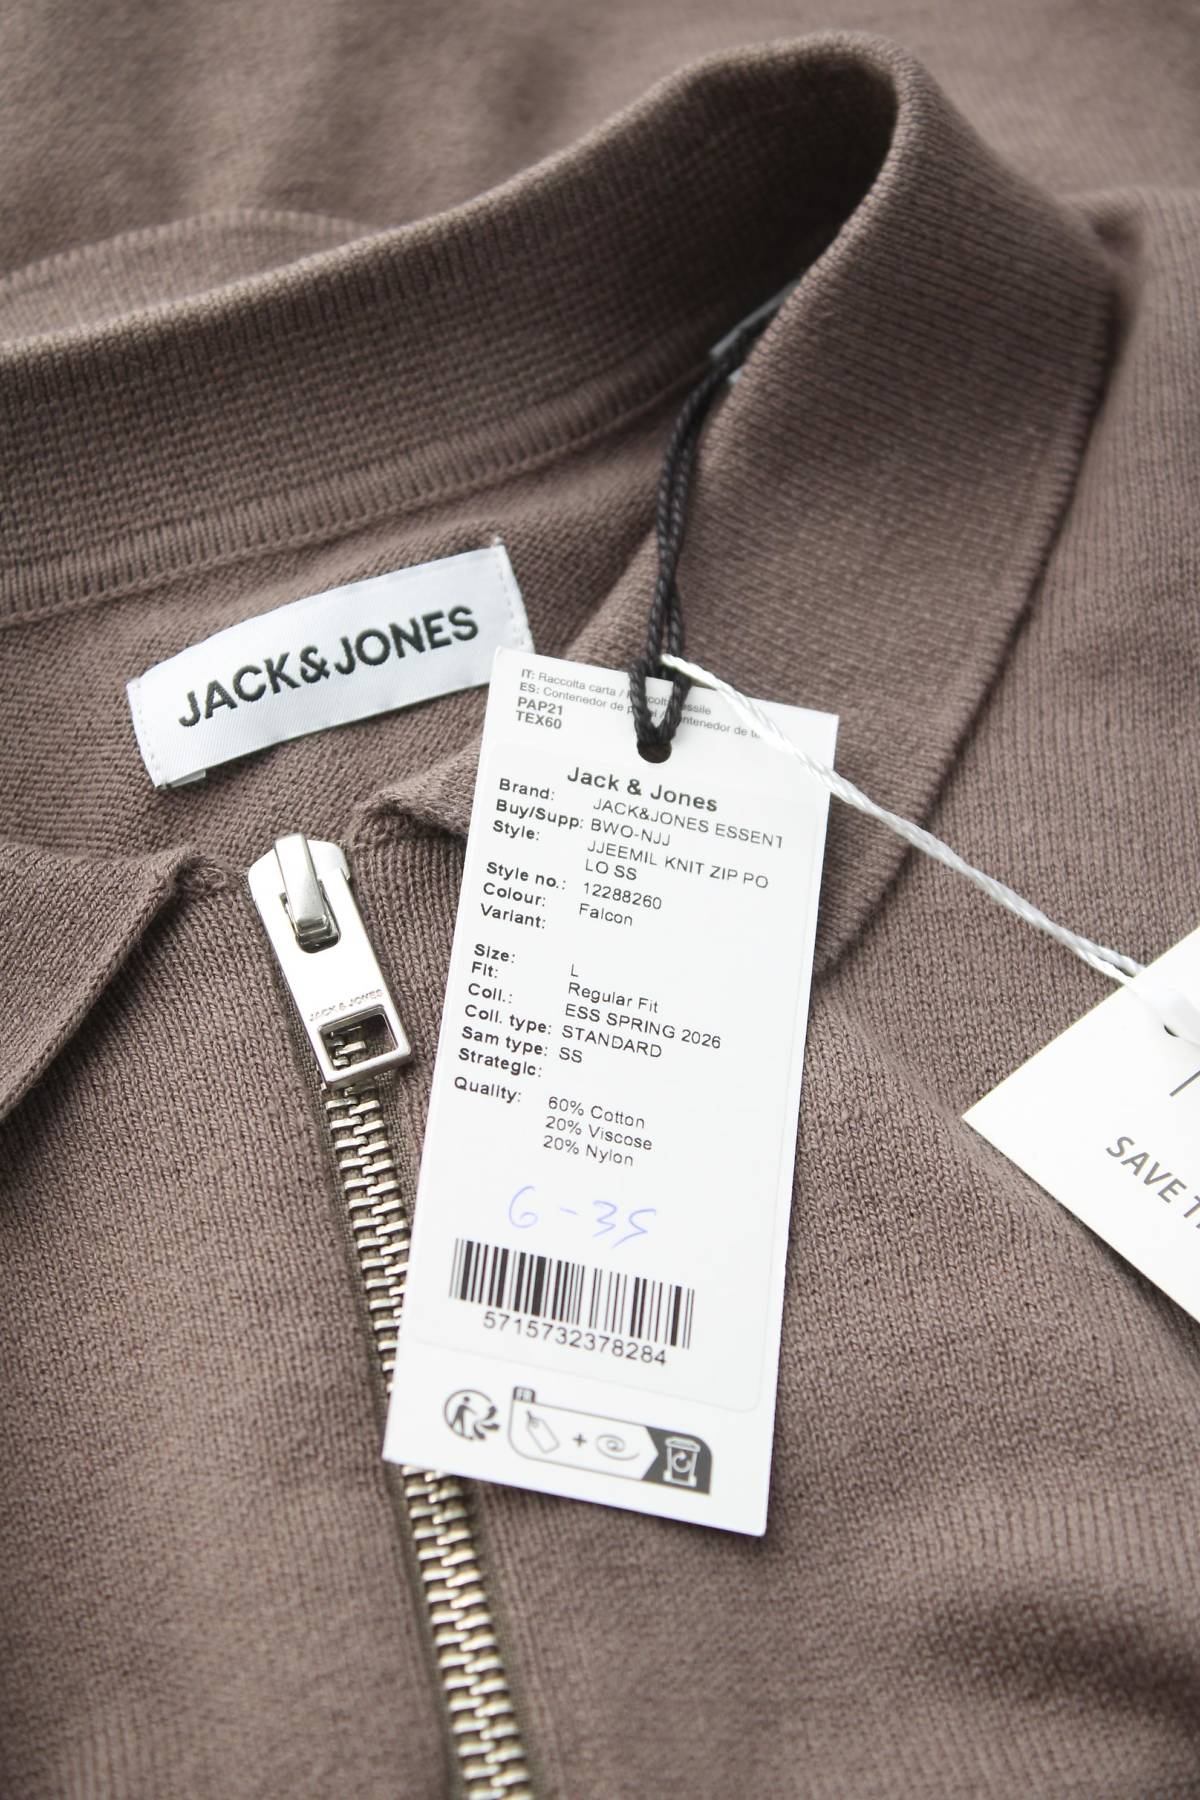 JACK&JONES
IT: Raccolta carta /
ES: Contenedor de
PAP21
TEX60
Jack & Jones
Brand: JACK&JONES ESSENT
Buy/Supp: BWO-NJJ
Style: JJEEMIL KNIT ZIP PO
LO SS
Style no.: 12288260
Colour: Falcon
Variant:
Size: L
Fit: Regular Fit
Coll.: ESS SPRING 2026
Coll. type: STANDARD
Sam type: SS
Strategic:
Quality: 60% Cotton
20% Viscose
20% Nylon
6-35
5715732378284
FR
+
JACK & JONES
SAVE